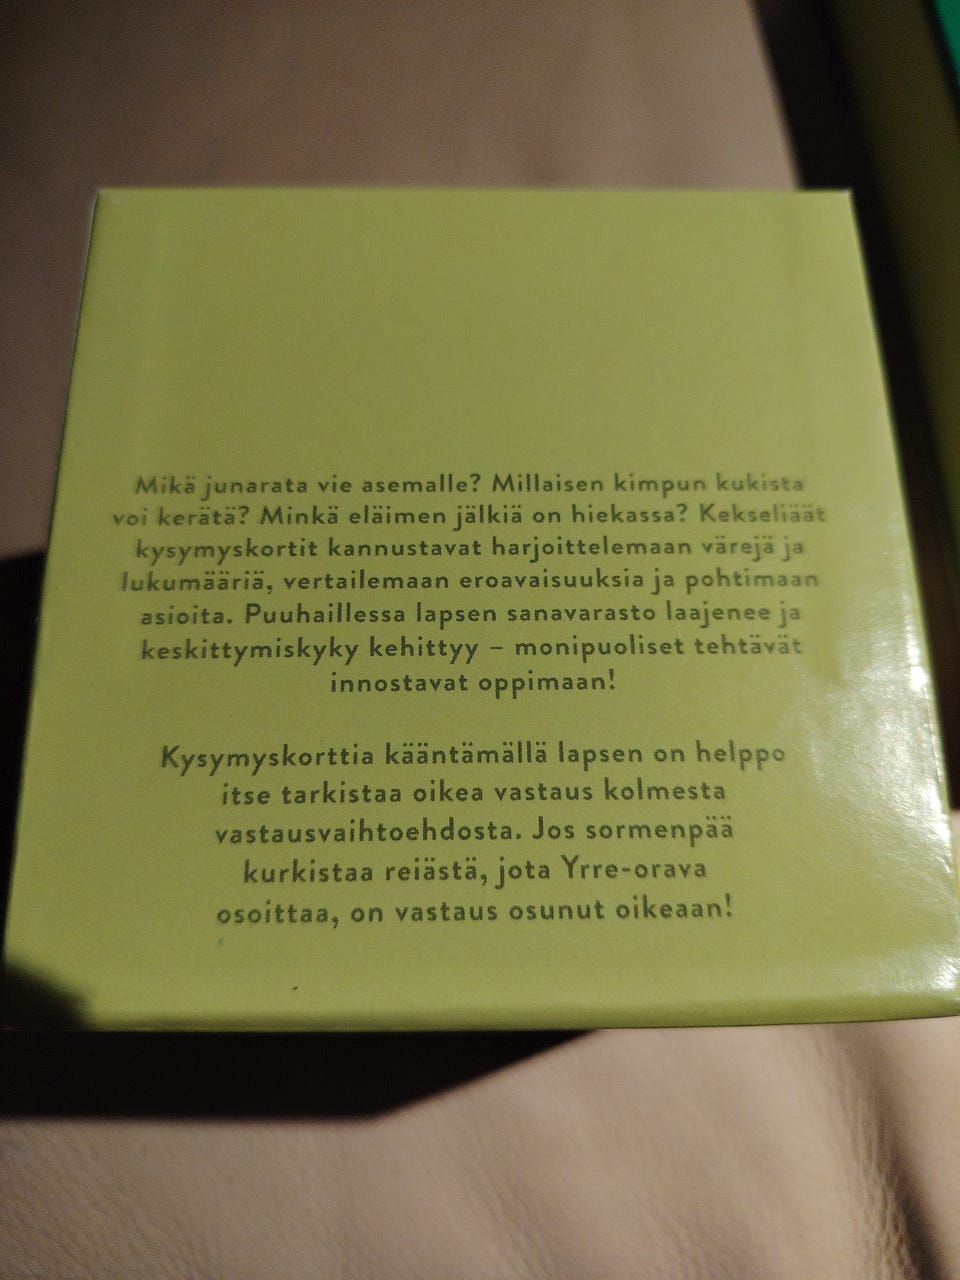 Mikä junarata vie asemalle? Millaisen kimpun kukista
voi kerätä? Minkä eläimen jälkiä on hiekassa? Kekseliäät
kysymyskortit kannustavat harjoittelemaan värejä ja
lukumääriä, vertailemaan eroavaisuuksia ja pohtimaan
asioita. Puuhaillessa lapsen sanavarasto laajenee ja
keskittymiskyky kehittyy – monipuoliset tehtävät
innostavat oppimaan!
Kysymyskorttia kääntämällä lapsen on helppo
itse tarkistaa oikea vastaus kolmesta
vastausvaihtoehdosta. Jos sormenpää
kurkistaa reiästä, jota Yrre-orava
osoittaa, on vastaus osunut oikeaan!